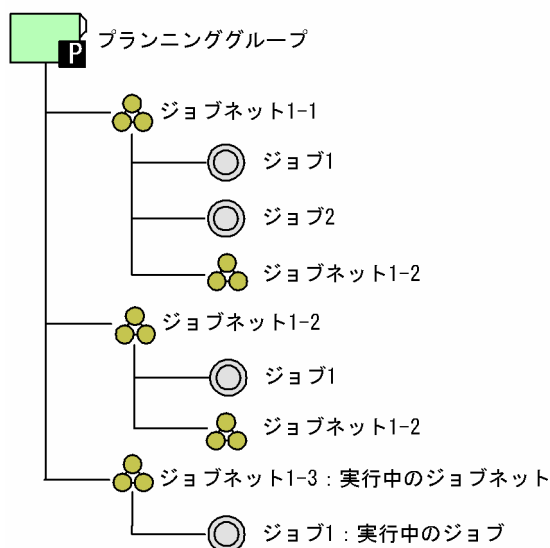 P
プランニンググループ
ジョブネット1-1
ジョブ1
ジョブ2
ジョブネット1-2
ジョブネット1-2
ジョブ1
ジョブネット1-2
ジョブネット1-3：実行中のジョブネット
ジョブ1：実行中のジョブ